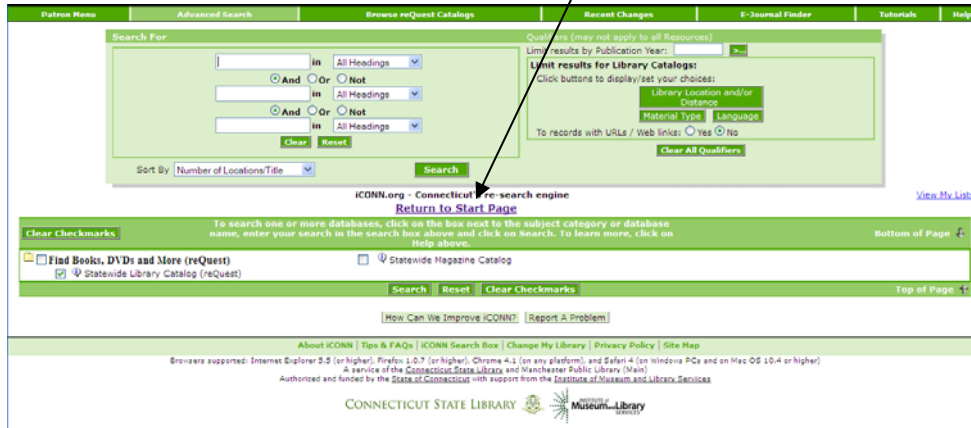 Patron Menu Advanced Search Browse reQuest Catalogs Recent Changes E-Journal Finder Tutorials Help
Search For
in All Headings
And Or Not
in All Headings
And Or Not
in All Headings
Clear Reset
Sort By Number of Locations/Title Search
Qualifiers (may not apply to all Resources)
Limit results by Publication Year: >...
Limit results for Library Catalogs:
Click buttons to display/set your choices:
Library Location and/or
Distance
Material Type Language
To records with URLs / Web links: Yes No
Clear All Qualifiers
iCONN.org - Connecticut's re-search engine View My Lists
Return to Start Page
Clear Checkmarks
To search one or more databases, click on the box next to the subject category or database
name, enter your search in the search box above and click on Search. To learn more, click on
Help above.
Bottom of Page
Find Books, DVDs and More (reQuest) Statewide Magazine Catalog
Statewide Library Catalog (reQuest)
Search Reset Clear Checkmarks Top of Page
How Can We Improve iCONN? Report A Problem
About iCONN | Tips & FAQs | iCONN Search Box | Change My Library | Privacy Policy | Site Map
Browsers supported: Internet Explorer 5.5 (or higher), Firefox 1.0.7 (or higher), Chrome 4.1 (on any platform), and Safari 4 (on Windows PCs and on Mac OS 10.4 or higher)
A service of the Connecticut State Library and Manchester Public Library (Main)
Authorized and funded by the State of Connecticut with support from the Institute of Museum and Library Services
CONNECTICUT STATE LIBRARY
INSTITUTE of
Museum and Library
SERVICES